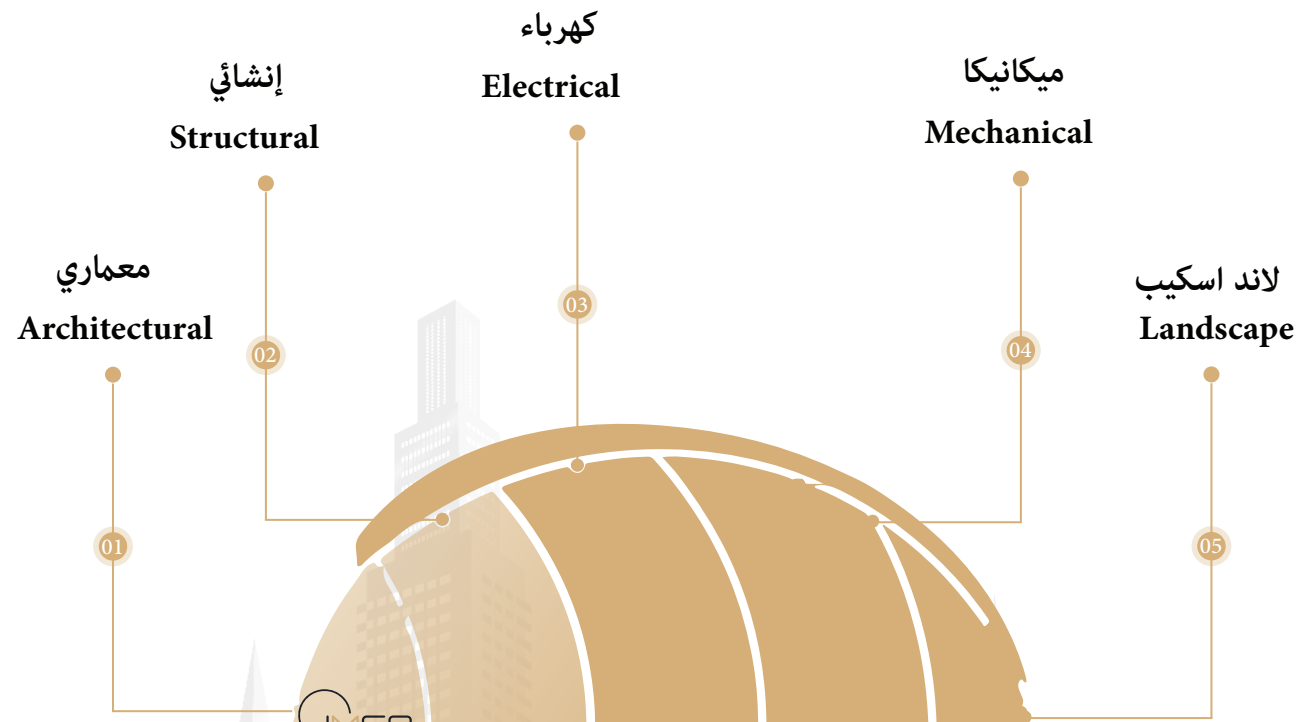 معماري
Architectural
01
إنشائي
Structural
02
كهرباء
Electrical
03
ميكانيكا
Mechanical
04
لاند اسكيب
Landscape
05